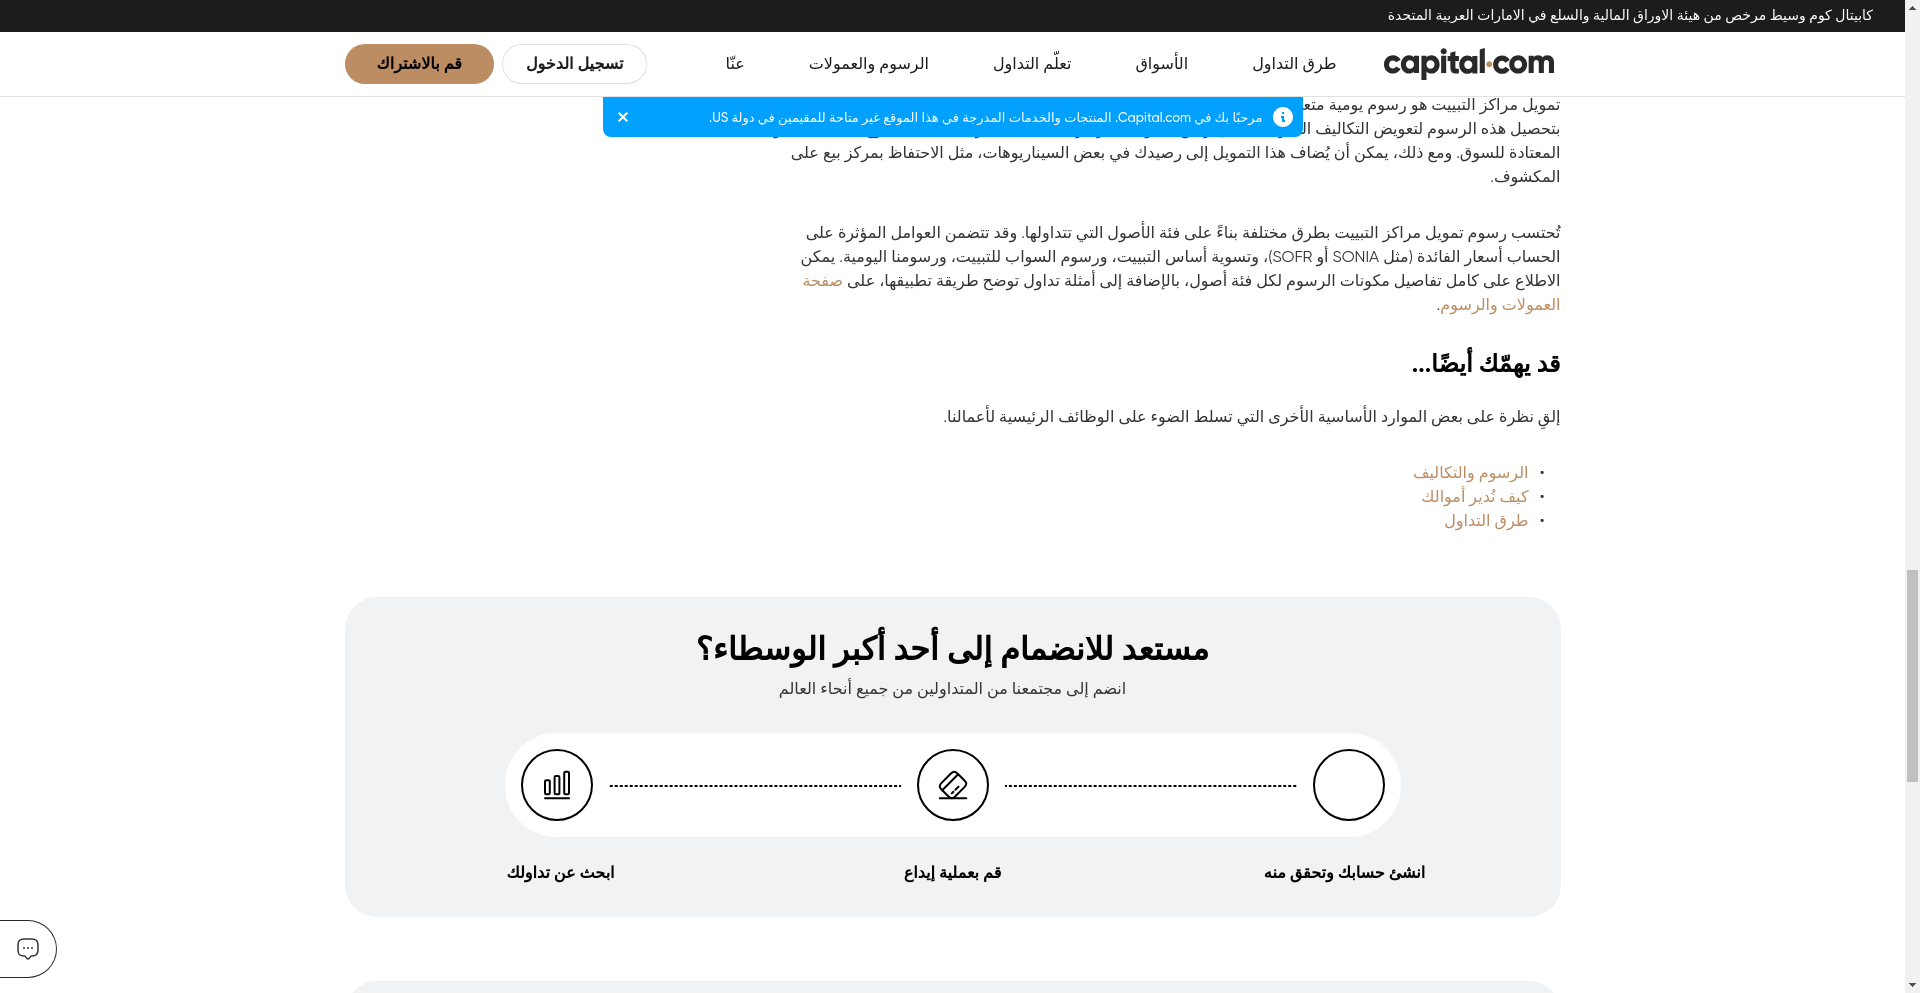 كابيتال كوم وسيط مرخص من هيئة الاوراق المالية والسلع في الامارات العربية المتحدة
capital.com
طرق التداول
الأسواق
تعلّم التداول
الرسوم والعمولات
عنّا
تسجيل الدخول
قم بالاشتراك
مرحبًا بك في Capital.com. المنتجات والخدمات المدرجة في هذا الموقع غير متاحة للمقيمين في دولة US.
تمويل مراكز التبييت هو رسوم يومية
بتحصيل هذه الرسوم لتعويض التكاليف
المعتادة للسوق. ومع ذلك، يمكن أن يُضاف هذا التمويل إلى رصيدك في بعض السيناريوهات، مثل الاحتفاظ بمركز بيع على
المكشوف.
تُحتسب رسوم تمويل مراكز التبييت بطرق مختلفة بناءً على فئة الأصول التي تتداولها. وقد تتضمن العوامل المؤثرة على
الحساب أسعار الفائدة (مثل SONIA أو SOFR)، وتسوية أساس التبييت، ورسوم السواب للتبييت، ورسومنا اليومية. يمكن
الاطلاع على كامل تفاصيل مكونات الرسوم لكل فئة أصول، بالإضافة إلى أمثلة تداول توضح طريقة تطبيقها، على صفحة
العمولات والرسوم.
قد يهمّك أيضًا...
إلقِ نظرة على بعض الموارد الأساسية الأخرى التي تسلط الضوء على الوظائف الرئيسية لأعمالنا.
• الرسوم والتكاليف
• كيف نُدير أموالك
• طرق التداول
مستعد للانضمام إلى أحد أكبر الوسطاء؟
انضم إلى مجتمعنا من المتداولين من جميع أنحاء العالم
انشئ حسابك وتحقق منه
قم بعملية إيداع
ابحث عن تداولك